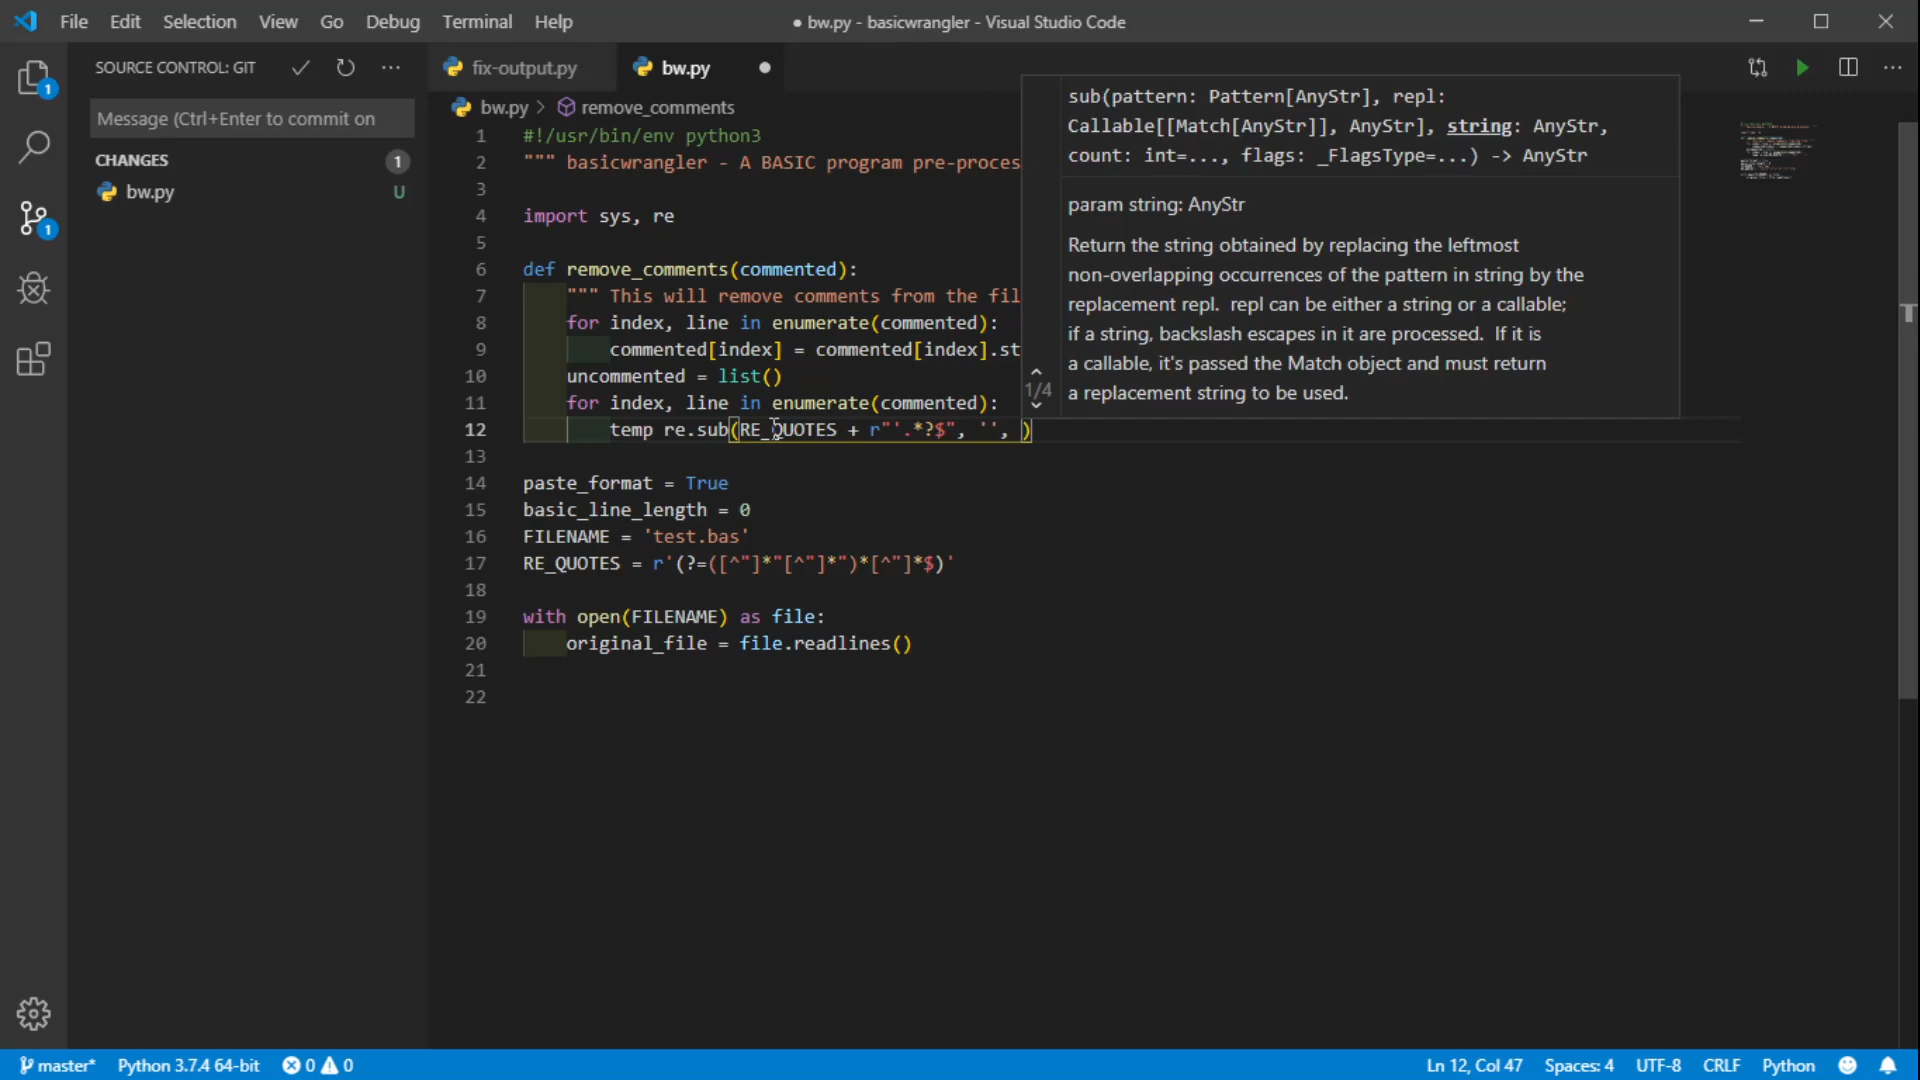 File Edit Selection View Go Debug Terminal Help
● bw.py - basicwrangler - Visual Studio Code
SOURCE CONTROL: GIT
Message (Ctrl+Enter to commit on
CHANGES 1
bw.py U
1
1
fix-output.py bw.py
bw.py > remove_comments
1 #!/usr/bin/env python3
2 """ basicwrangler - A BASIC program pre-proces
3
4 import sys, re
5
6 def remove_comments(commented):
7 """ This will remove comments from the fil
8 for index, line in enumerate(commented):
9 commented[index] = commented[index].st
10 uncommented = list()
11 for index, line in enumerate(commented):
12 temp re.sub(RE_QUOTES + r"'.*?$", '', )
13
14 paste_format = True
15 basic_line_length = 0
16 FILENAME = 'test.bas'
17 RE_QUOTES = r'(?=([^"]*"[^"]*")*[^"]*$)'
18
19 with open(FILENAME) as file:
20 original_file = file.readlines()
21
22
1/4
sub(pattern: Pattern[AnyStr], repl:
Callable[[Match[AnyStr]], AnyStr], string: AnyStr,
count: int=..., flags: _FlagsType=...) -> AnyStr
param string: AnyStr
Return the string obtained by replacing the leftmost
non-overlapping occurrences of the pattern in string by the
replacement repl. repl can be either a string or a callable;
if a string, backslash escapes in it are processed. If it is
a callable, it's passed the Match object and must return
a replacement string to be used.
master* Python 3.7.4 64-bit 0 0
Ln 12, Col 47 Spaces: 4 UTF-8 CRLF Python